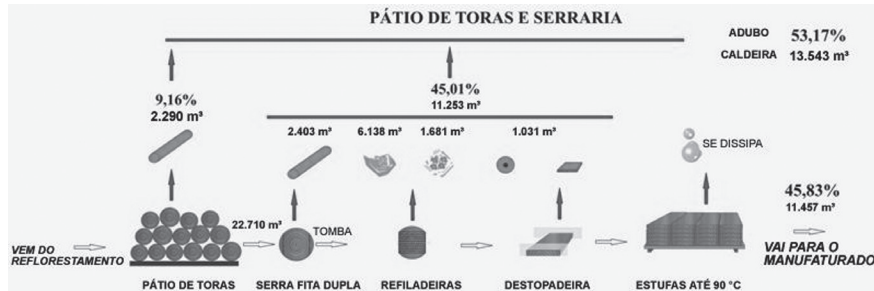 PÁTIO DE TORAS E SERRARIA
ADUBO 53,17%
CALDEIRA 13.543 m³
9,16%
2.290 m³
45,01%
11.253 m³
2.403 m³ 6.138 m³ 1.681 m³ 1.031 m³
SE DISSIPA
45,83%
11.457 m³
22.710 m³
TOMBA
VEM DO
REFLORESTAMENTO
VAI PARA O
MANUFATURADO
PÁTIO DE TORAS SERRA FITA DUPLA REFILADEIRAS DESTOPADEIRA ESTUFAS ATÉ 90 °C